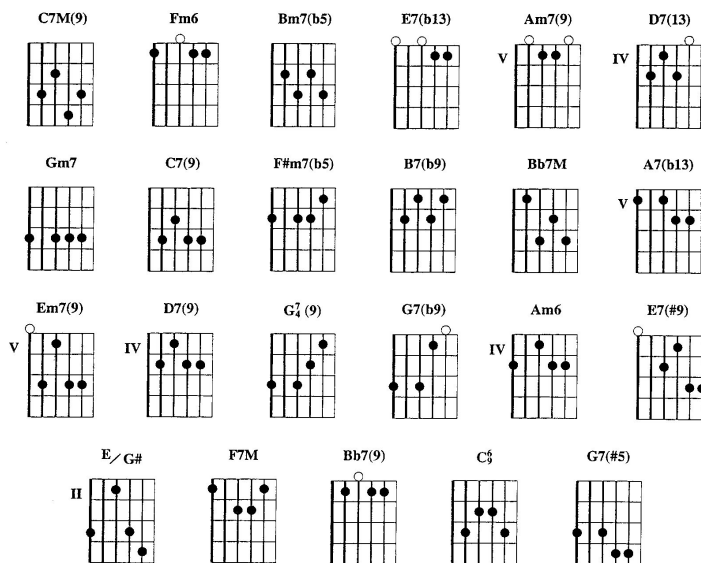 C7M(9) Fm6 Bm7(b5) E7(b13) Am7(9) D7(13)
V IV
Gm7 C7(9) F#m7(b5) B7(b9) Bb7M A7(b13)
V
Em7(9) D7(9) G7/4(9) G7(b9) Am6 E7(#9)
V IV IV
E/G# F7M Bb7(9) C6/9 G7(#5)
II